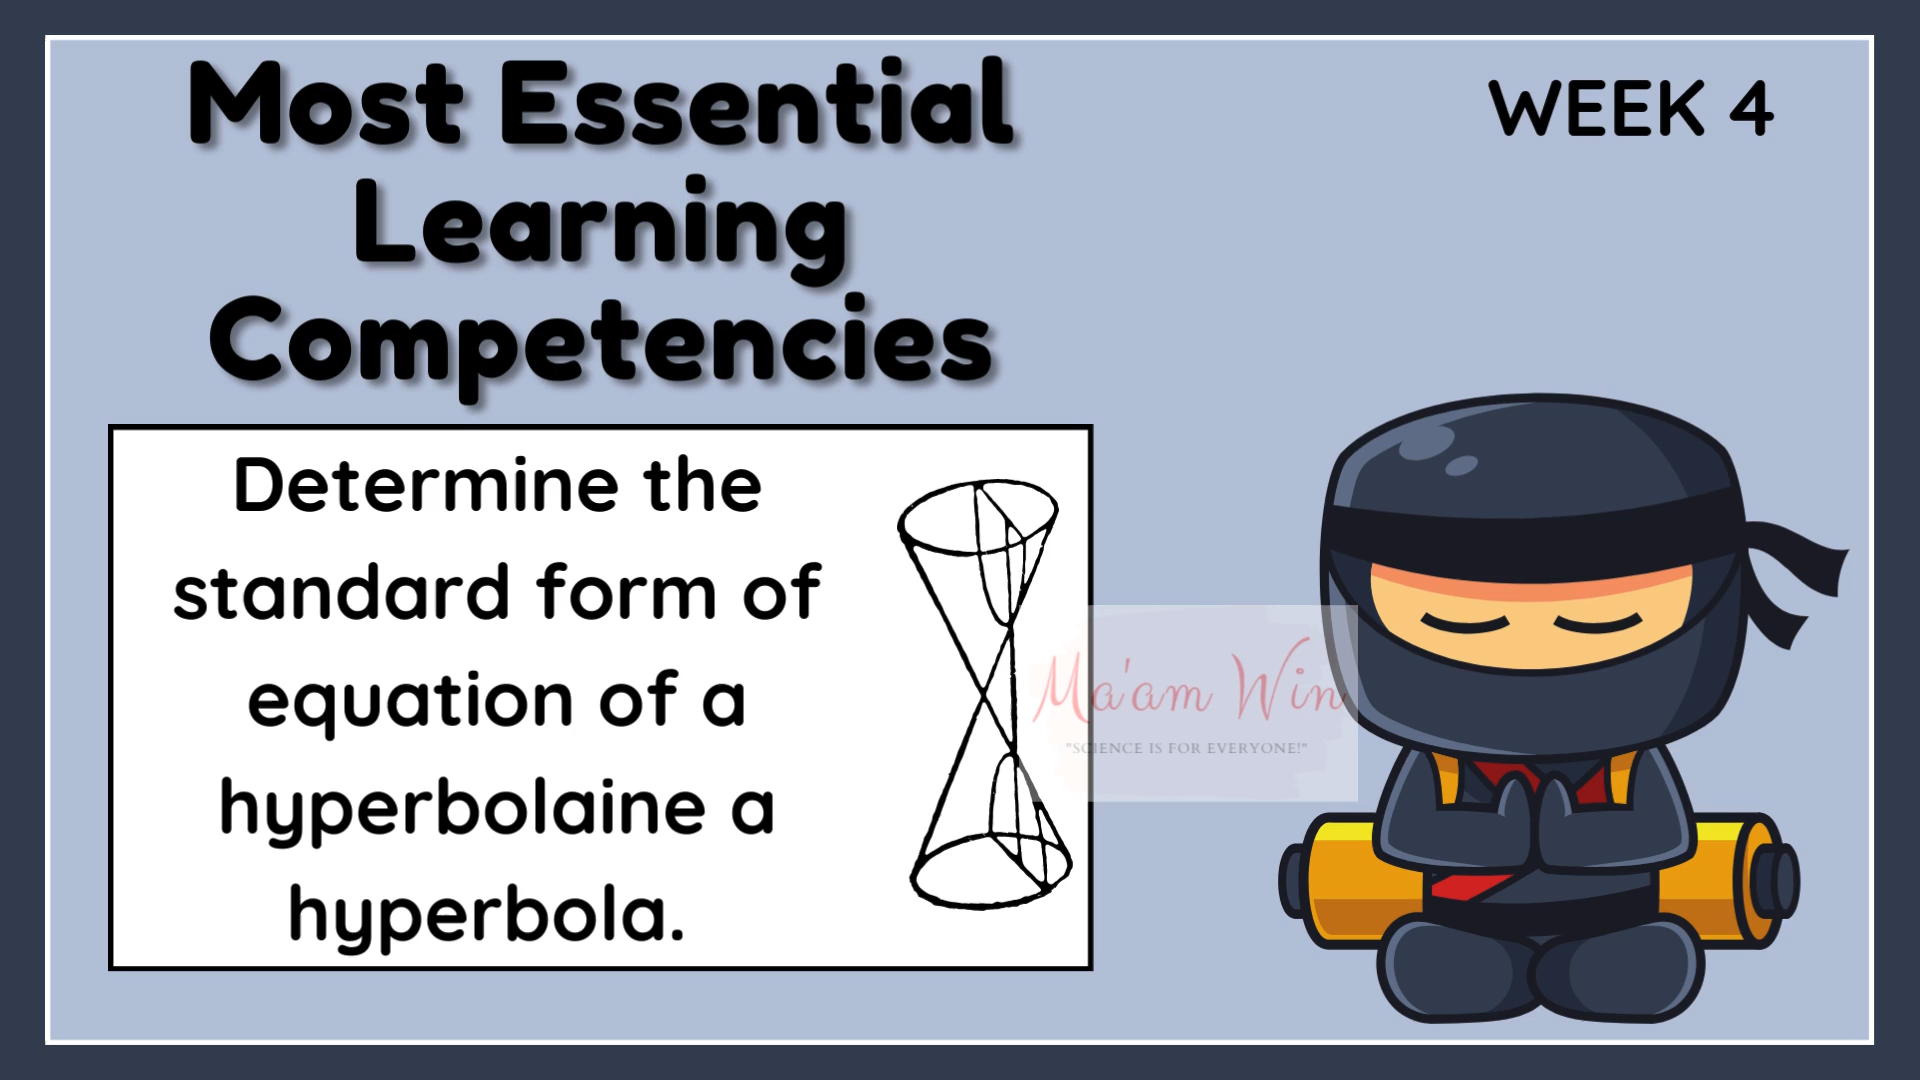 Most Essential
Learning
Competencies
WEEK 4
Determine the
standard form of
equation of a
hyperbolaine a
hyperbola.
Ma'am Win
"SCIENCE IS FOR EVERYONE!"